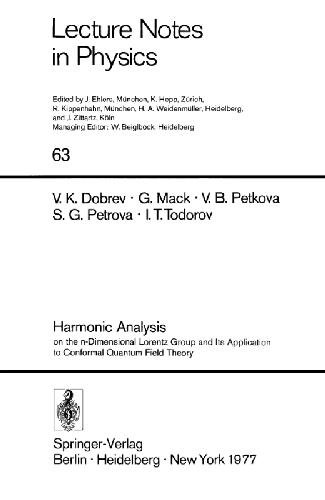 Lecture Notes
in Physics
Edited by J. Ehlers, München, K. Hepp, Zürich,
R. Kippenhahn, München, H. A. Weidenmüller, Heidelberg,
and J. Zittartz, Köln
Managing Editor: W. Beiglböck, Heidelberg
63
V. K. Dobrev · G. Mack · V. B. Petkova
S. G. Petrova · I. T. Todorov
Harmonic Analysis
on the n-Dimensional Lorentz Group and Its Application
to Conformal Quantum Field Theory
Springer-Verlag
Berlin · Heidelberg · New York 1977